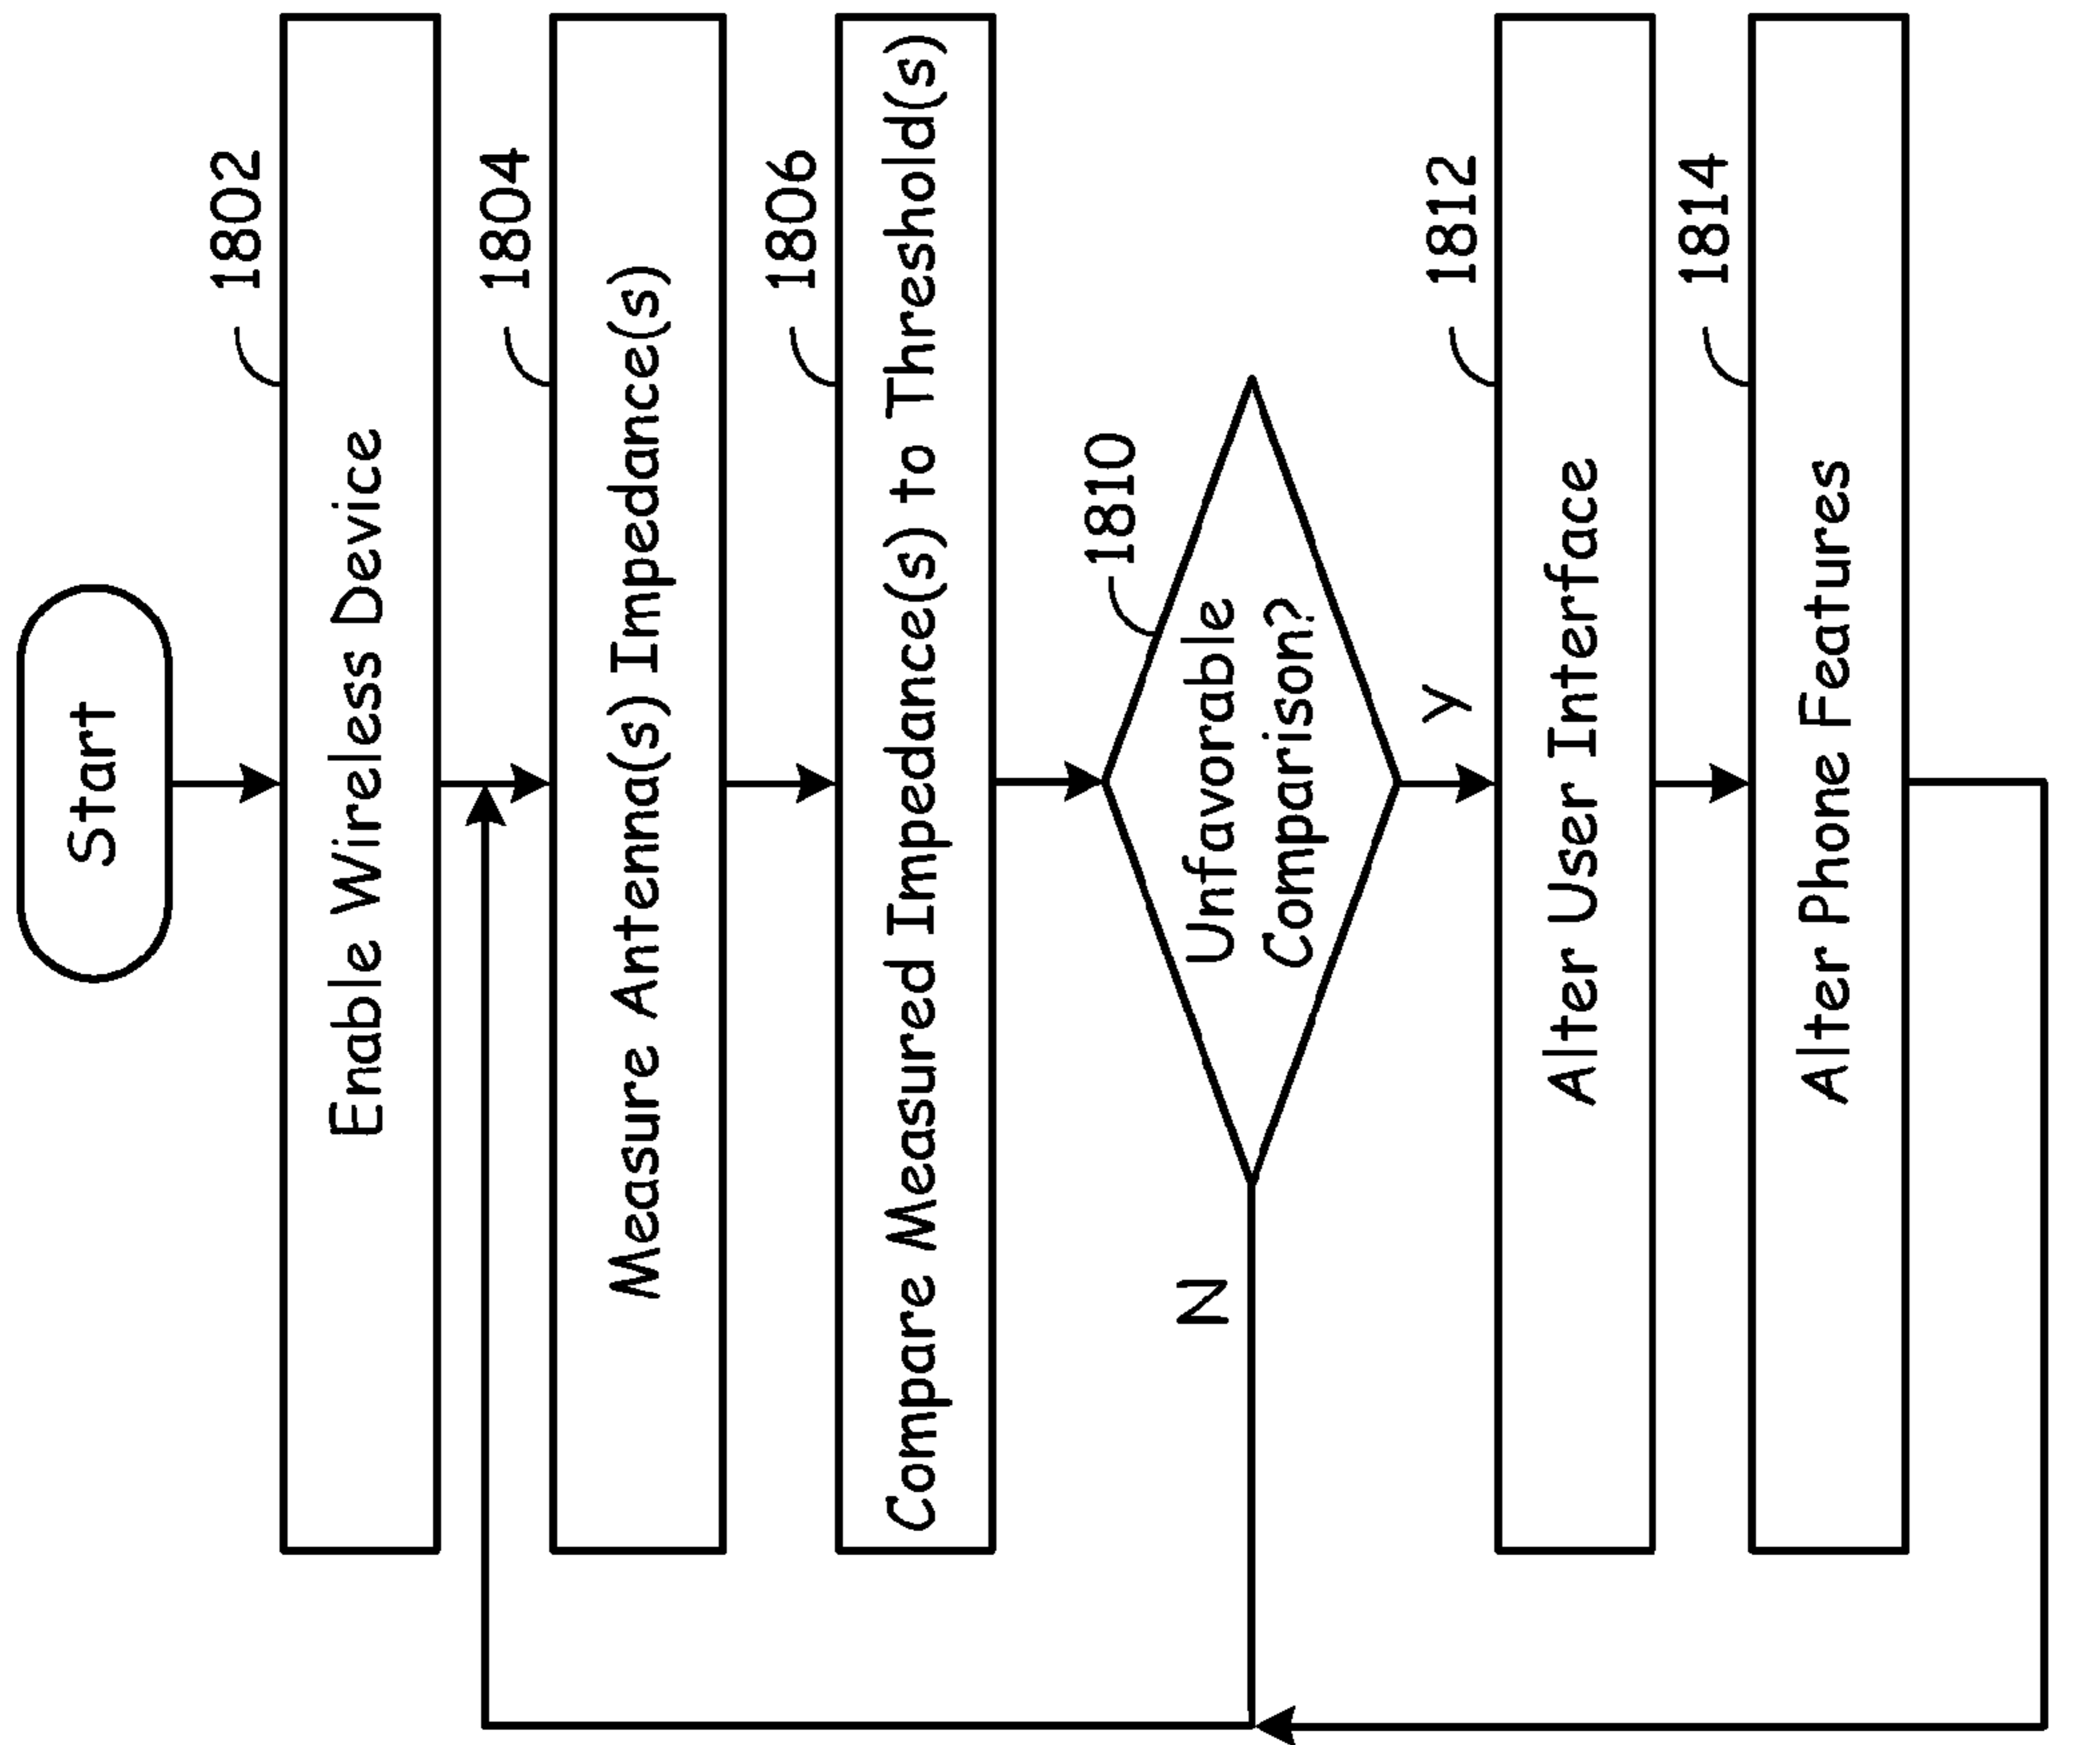 Start
1802
Enable Wireless Device
1804
Measure Antenna(s) Impedance(s)
1806
Compare Measured Impedance(s) to Threshold(s)
1810
Unfavorable
Comparison?
N
Y
1812
Alter User Interface
1814
Alter Phone Features